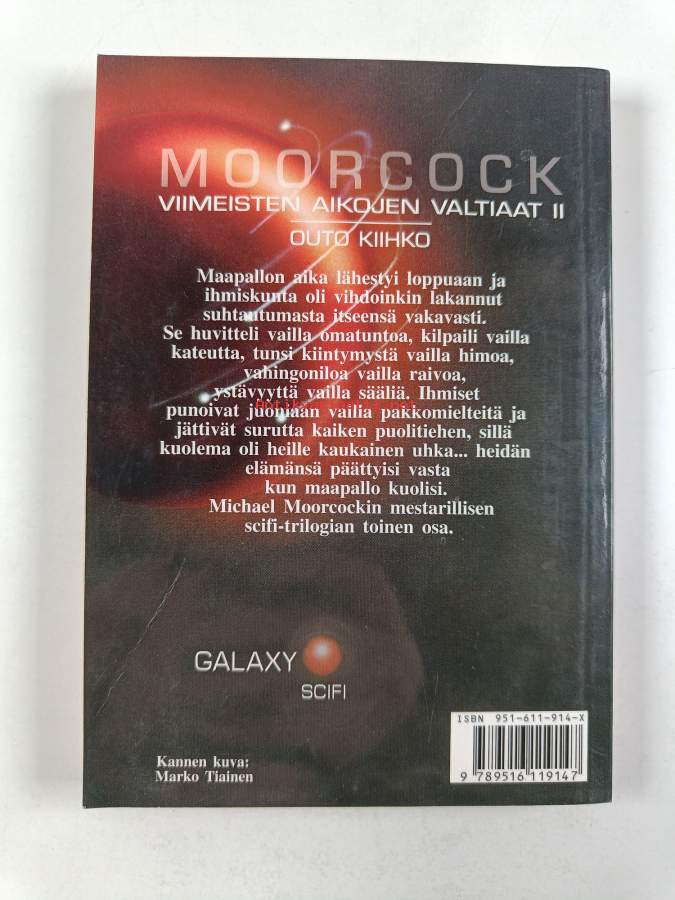 MOORCOCK
VIIMEISTEN AIKOJEN VALTIAAT II
OUTO KIIHKO
Maapallon aika lähestyi loppuaan ja
ihmiskunta oli vihdoinkin lakannut
suhtautumasta itseensä vakavasti.
Se huvitteli vailla omatuntoa, kilpaili vailla
kateutta, tunsi kiintymystä vailla himoa,
vahingoniloa vailla raivoa,
ystävyyttä vailla sääliä. Ihmiset
punoivat juoniaan vailla pakkomielteitä ja
jättivät surutta kaiken puolitiehen, sillä
kuolema oli heille kaukainen uhka... heidän
elämänsä päättyisi vasta
kun maapallo kuolisi.
Michael Moorcockin mestarillisen
scifi-trilogian toinen osa.
GALAXY
SCIFI
ISBN 951-611-914-X
Kannen kuva:
Marko Tiainen
9 789516 119147